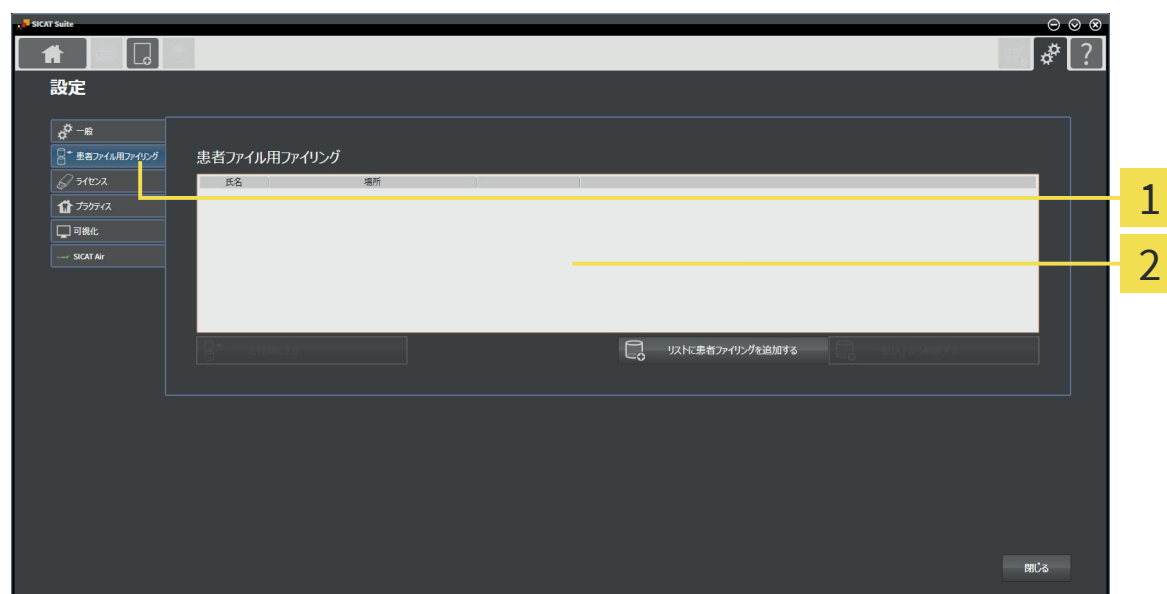 SICAT Suite
設定
一般
患者ファイル用ファイリング
ライセンス
プラクティス
可視化
SICAT Air
患者ファイル用ファイリング
氏名 場所
リストに患者ファイリングを追加する
閉じる
1
2